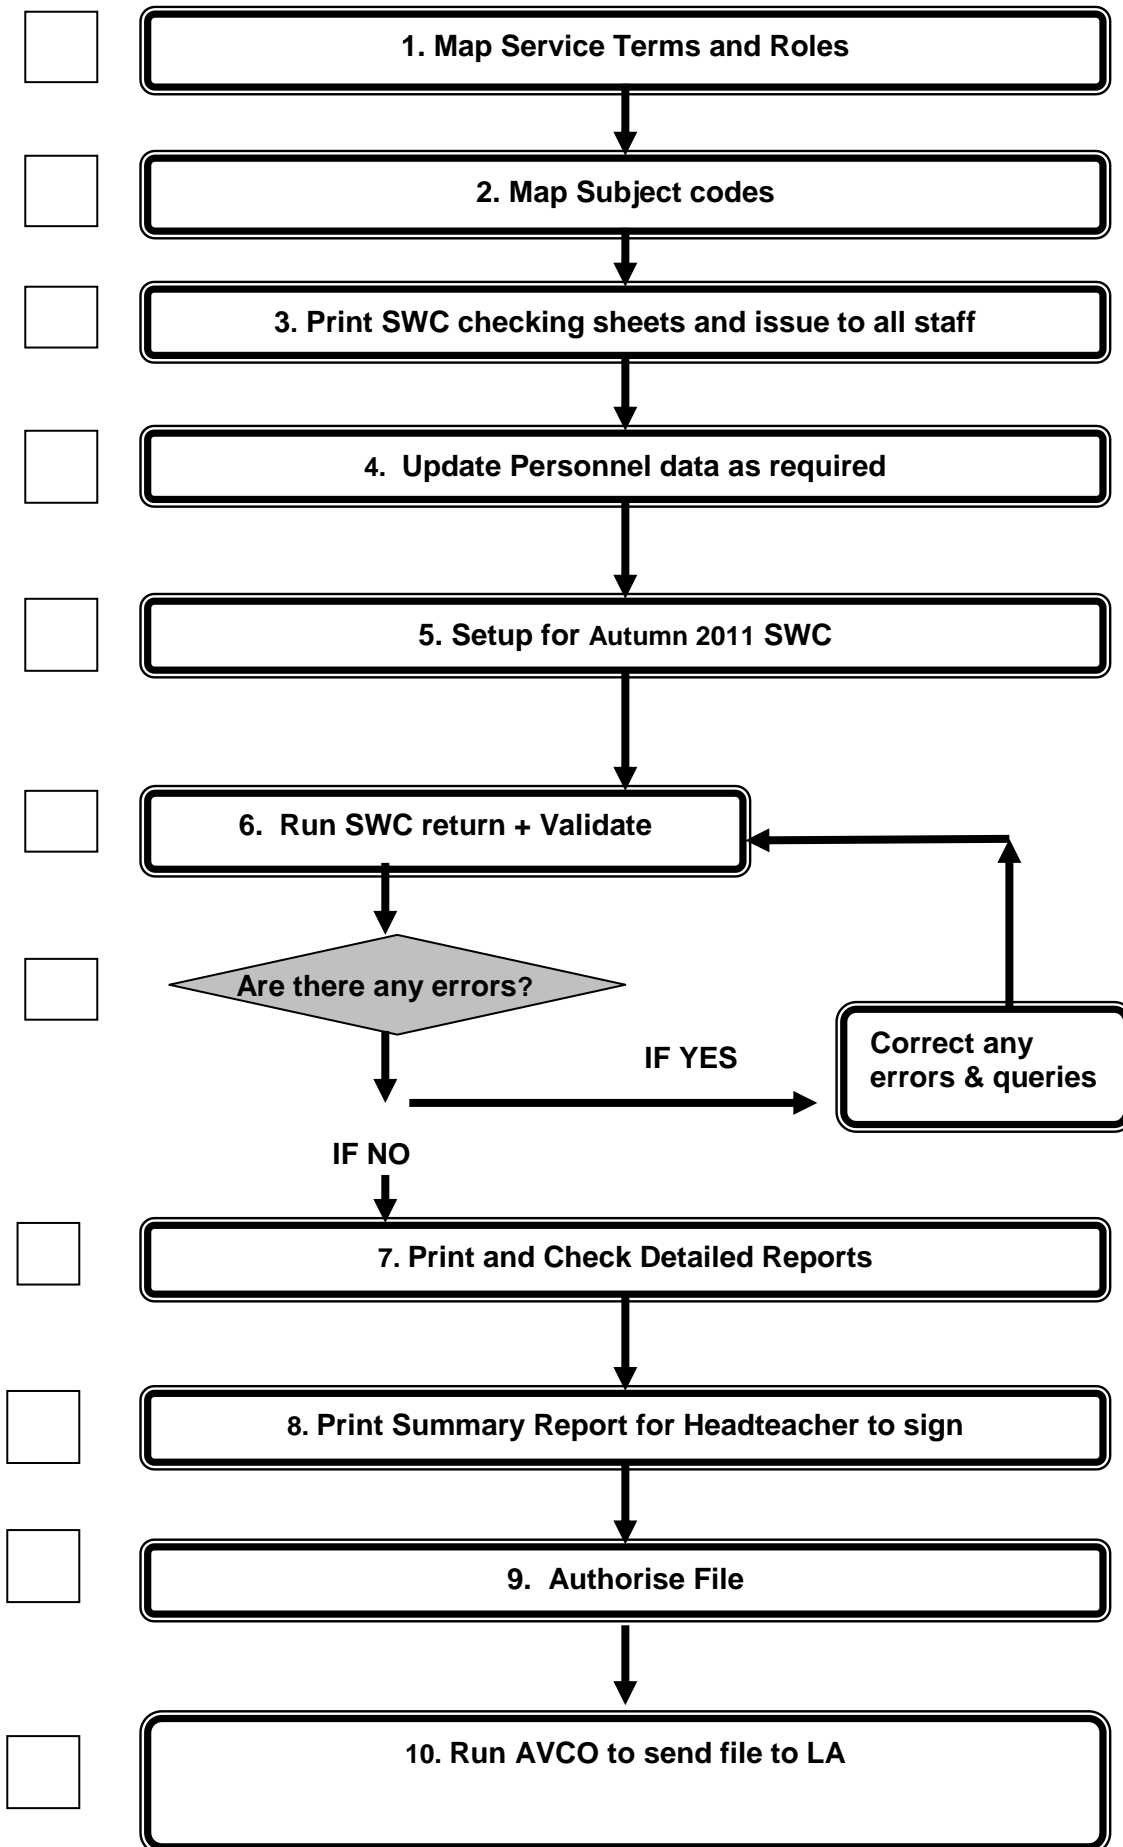 1. Map Service Terms and Roles
2. Map Subject codes
3. Print SWC checking sheets and issue to all staff
4. Update Personnel data as required
5. Setup for Autumn 2011 SWC
6. Run SWC return + Validate
Are there any errors?
IF YES
Correct any
errors & queries
IF NO
7. Print and Check Detailed Reports
8. Print Summary Report for Headteacher to sign
9. Authorise File
10. Run AVCO to send file to LA